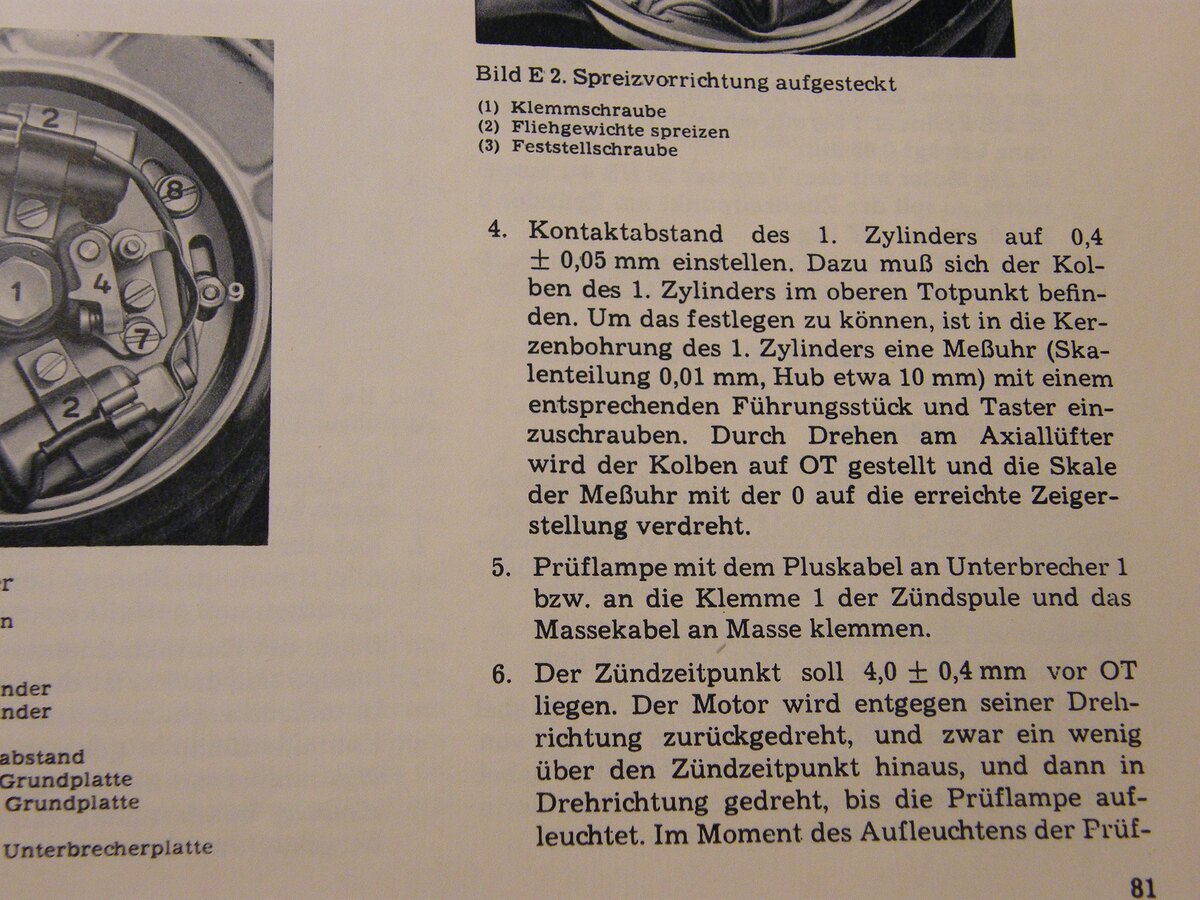 2
8
1
4
9
7
2
r
n
nder
nder
abstand
Grundplatte
Grundplatte
Unterbrecherplatte
Bild E 2. Spreizvorrichtung aufgesteckt
(1) Klemmschraube
(2) Fliehgewichte spreizen
(3) Feststellschraube
4. Kontaktabstand des 1. Zylinders auf 0,4
± 0,05 mm einstellen. Dazu muß sich der Kol-
ben des 1. Zylinders im oberen Totpunkt befin-
den. Um das festlegen zu können, ist in die Ker-
zenbohrung des 1. Zylinders eine Meßuhr (Ska-
lenteilung 0,01 mm, Hub etwa 10 mm) mit einem
entsprechenden Führungsstück und Taster ein-
zuschrauben. Durch Drehen am Axiallüfter
wird der Kolben auf OT gestellt und die Skale
der Meßuhr mit der 0 auf die erreichte Zeiger-
stellung verdreht.
5. Prüflampe mit dem Pluskabel an Unterbrecher 1
bzw. an die Klemme 1 der Zündspule und das
Massekabel an Masse klemmen.
6. Der Zündzeitpunkt soll 4,0 ± 0,4 mm vor OT
liegen. Der Motor wird entgegen seiner Dreh-
richtung zurückgedreht, und zwar ein wenig
über den Zündzeitpunkt hinaus, und dann in
Drehrichtung gedreht, bis die Prüflampe auf-
leuchtet. Im Moment des Aufleuchtens der Prüf-
81